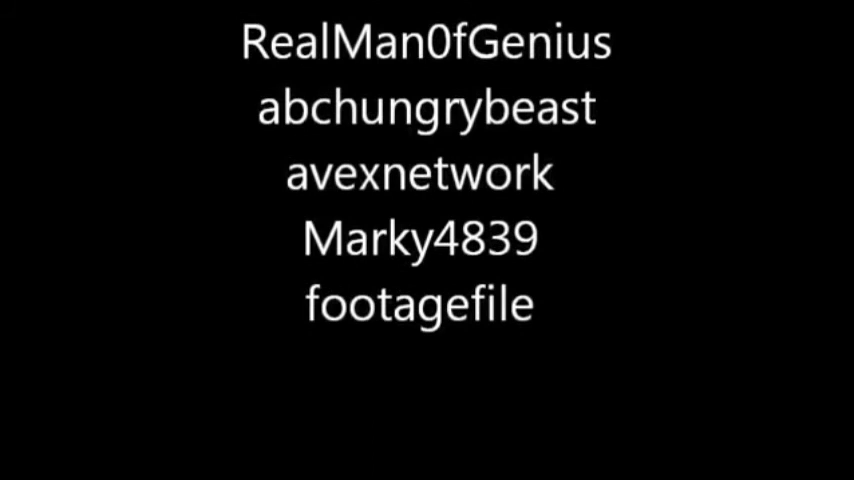 RealMan0fGenius
abchungrybeast
avexnetwork
Marky4839
footagefile